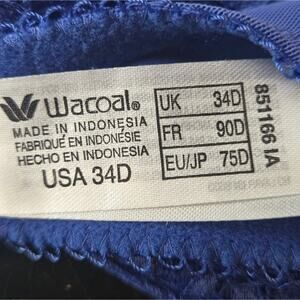 Wacoal®
MADE IN INDONESIA
FABRIQUÉ EN INDONÉSIE
HECHO EN INDONESIA
USA 34D
UK 34D
FR 90D
EU/JP 75D
851166 IA